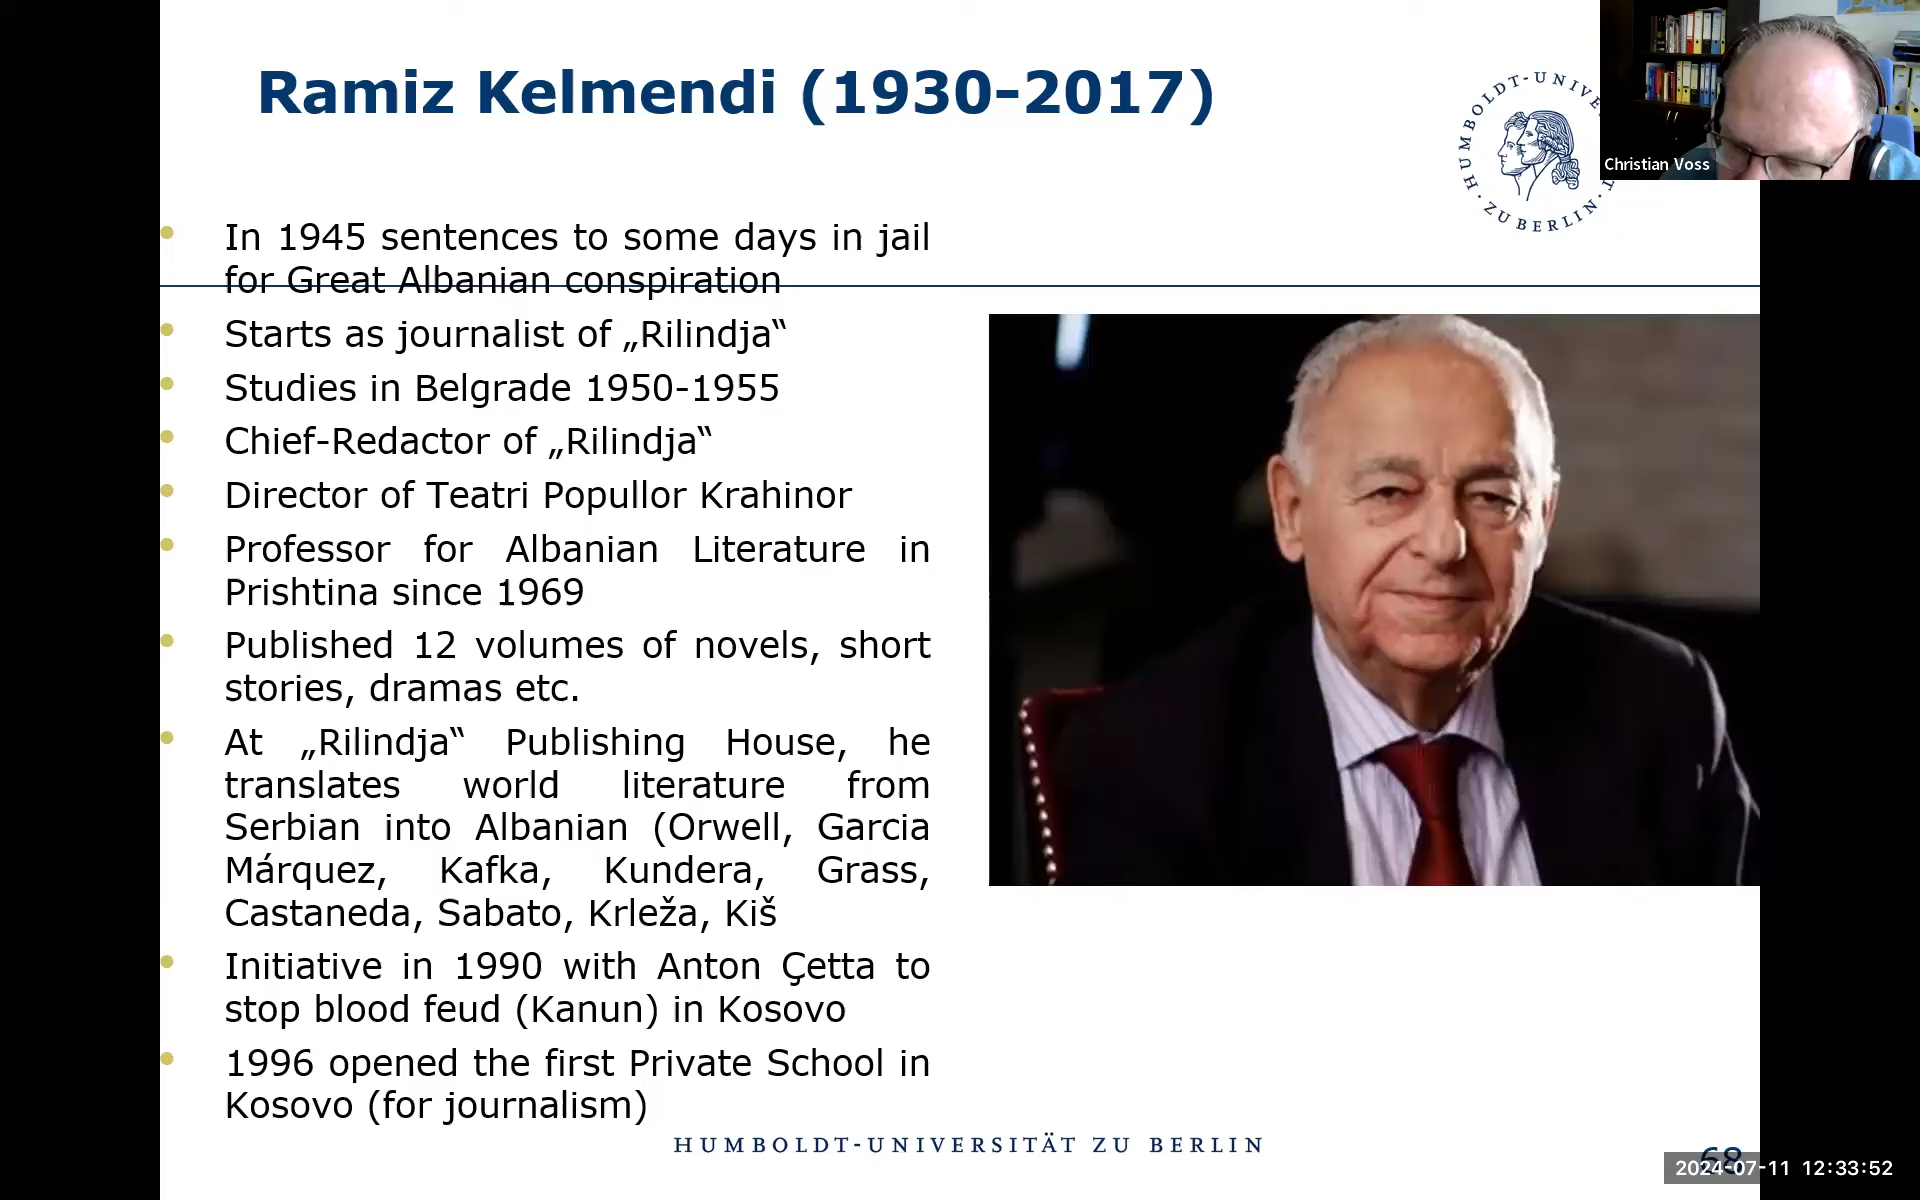 Ramiz Kelmendi (1930-2017)
HUMBOLDT-UNIVE
ZU BERLIN
Christian Voss
In 1945 sentences to some days in jail
for Great Albanian conspiration
Starts as journalist of „Rilindja“
Studies in Belgrade 1950-1955
Chief-Redactor of „Rilindja“
Director of Teatri Popullor Krahinor
Professor for Albanian Literature in
Prishtina since 1969
Published 12 volumes of novels, short
stories, dramas etc.
At „Rilindja“ Publishing House, he
translates world literature from
Serbian into Albanian (Orwell, Garcia
Márquez, Kafka, Kundera, Grass,
Castaneda, Sabato, Krleža, Kiš
Initiative in 1990 with Anton Çetta to
stop blood feud (Kanun) in Kosovo
1996 opened the first Private School in
Kosovo (for journalism)
HUMBOLDT-UNIVERSITÄT ZU BERLIN
68
2024-07-11 12:33:52